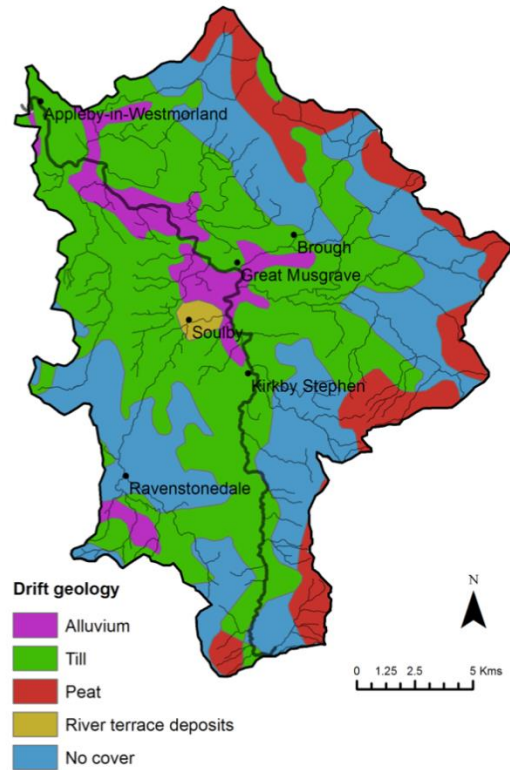 Appleby-in-Westmorland
Brough
Great Musgrave
Soulby
Kirkby Stephen
Ravenstonedale
Drift geology
Alluvium
Till
Peat
River terrace deposits
No cover
N
0 1.25 2.5 5 Kms